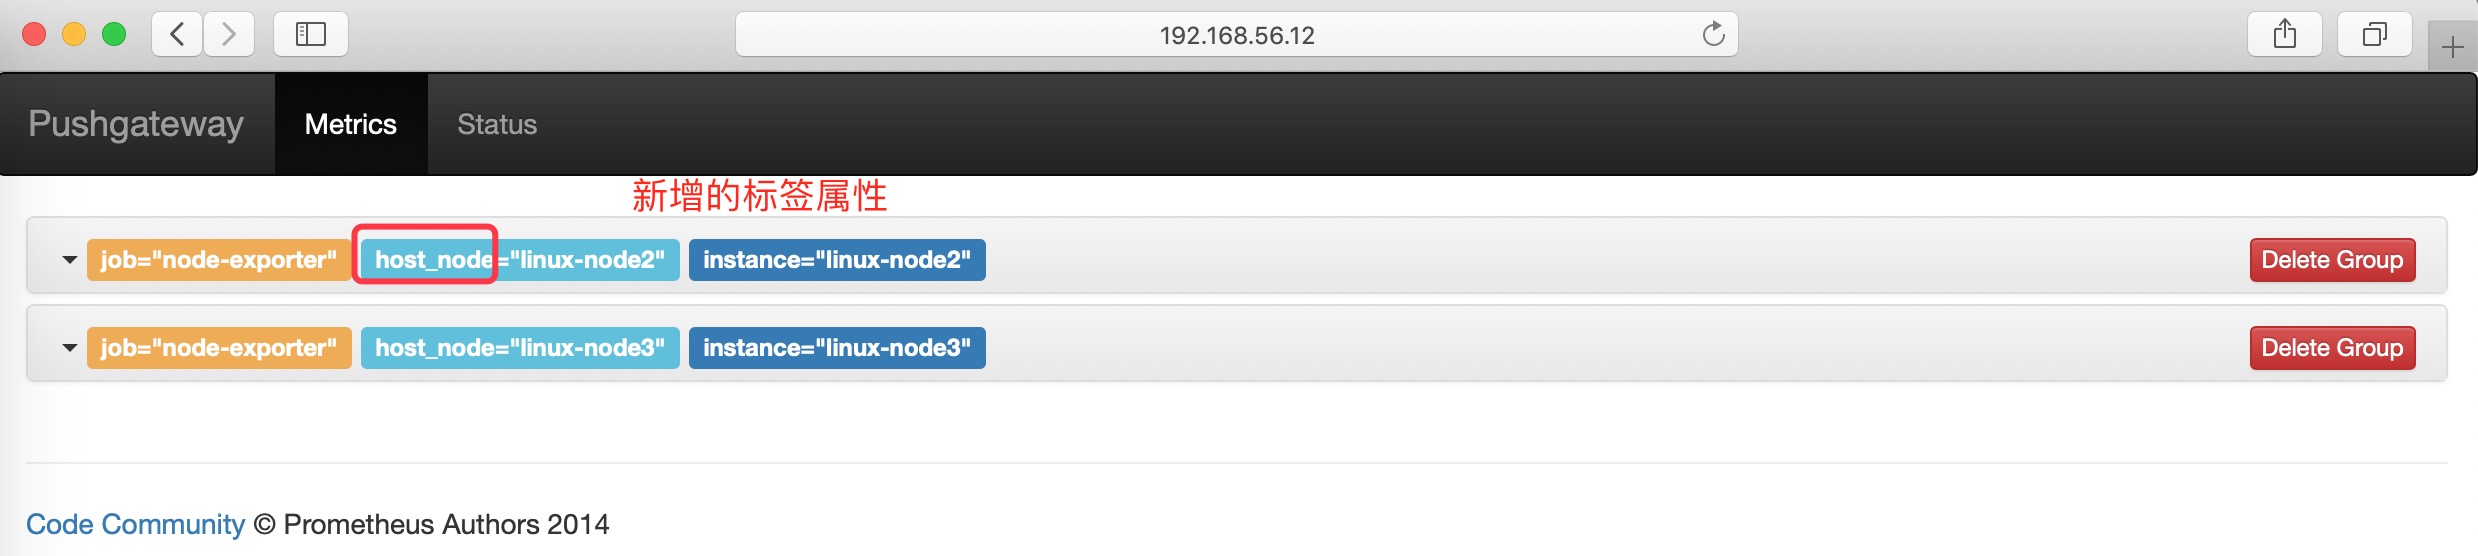 192.168.56.12
Pushgateway Metrics Status
新增的标签属性
job="node-exporter" host_node="linux-node2" instance="linux-node2" Delete Group
job="node-exporter" host_node="linux-node3" instance="linux-node3" Delete Group
Code Community © Prometheus Authors 2014